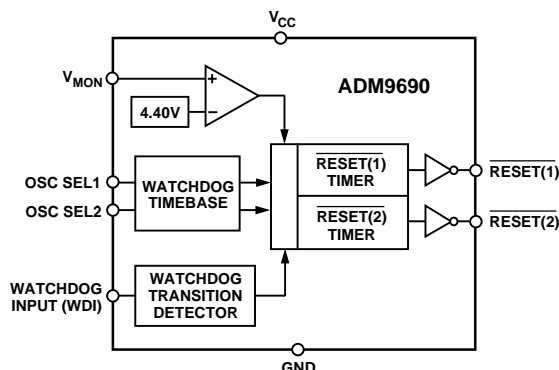 VCC
VMON
4.40V
ADM9690
OSC SEL1
OSC SEL2
WATCHDOG
TIMEBASE
RESET(1)
TIMER
RESET(2)
TIMER
RESET(1)
RESET(2)
WATCHDOG
INPUT (WDI)
WATCHDOG
TRANSITION
DETECTOR
GND